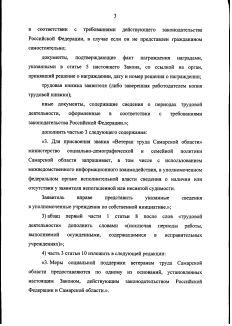 3
в соответствии с требованиями действующего законодательства
Российской Федерации, в случае если он не представлен гражданином
самостоятельно;
документы, подтверждающие факт награждения наградами,
указанными в статье 5 настоящего Закона, со ссылкой на орган,
принявший решение о награждении, дату и номер решения о награждении;
трудовая книжка заявителя (либо заверенная работодателем копия
трудовой книжки);
иные документы, содержащие сведения о периодах трудовой
деятельности, оформленные в соответствии с требованиями
законодательства Российской Федерации.»;
дополнить частью 3 следующего содержания:
«3. Для присвоения звания «Ветеран труда Самарской области»
министерство социально-демографической и семейной политики
Самарской области запрашивает, в том числе с использованием
межведомственного информационного взаимодействия, в уполномоченном
федеральном органе исполнительной власти сведения о наличии или
отсутствии у заявителя непогашенной или неснятой судимости.
Заявитель вправе представить указанные сведения
в уполномоченные учреждения по собственной инициативе.»;
3) абзац первый части 1 статьи 8 после слов «трудовой
деятельности» дополнить словами «(исключая периоды работы,
выполняемой осужденными, содержащимися в исправительных
учреждениях)»;
4) часть 3 статьи 10 изложить в следующей редакции:
«3. Меры социальной поддержки ветеранам труда Самарской
области предоставляются по одному из оснований, установленных
настоящим Законом, действующим законодательством Российской
Федерации и Самарской области.».